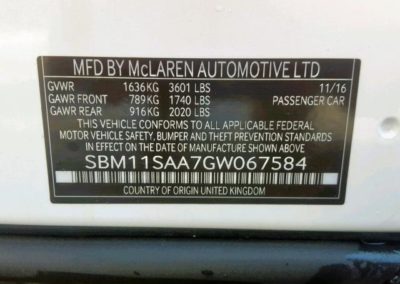 MFD BY McLAREN AUTOMOTIVE LTD
GVWR 1636KG 3601 LBS 11/16
GAWR FRONT 789KG 1740 LBS PASSENGER CAR
GAWR REAR 916KG 2020 LBS
THIS VEHICLE CONFORMS TO ALL APPLICABLE FEDERAL
MOTOR VEHICLE SAFETY, BUMPER AND THEFT PREVENTION STANDARDS
IN EFFECT ON THE DATE OF MANUFACTURE SHOWN ABOVE.
SBM11SAA7GW067584
COUNTRY OF ORIGIN UNITED KINGDOM